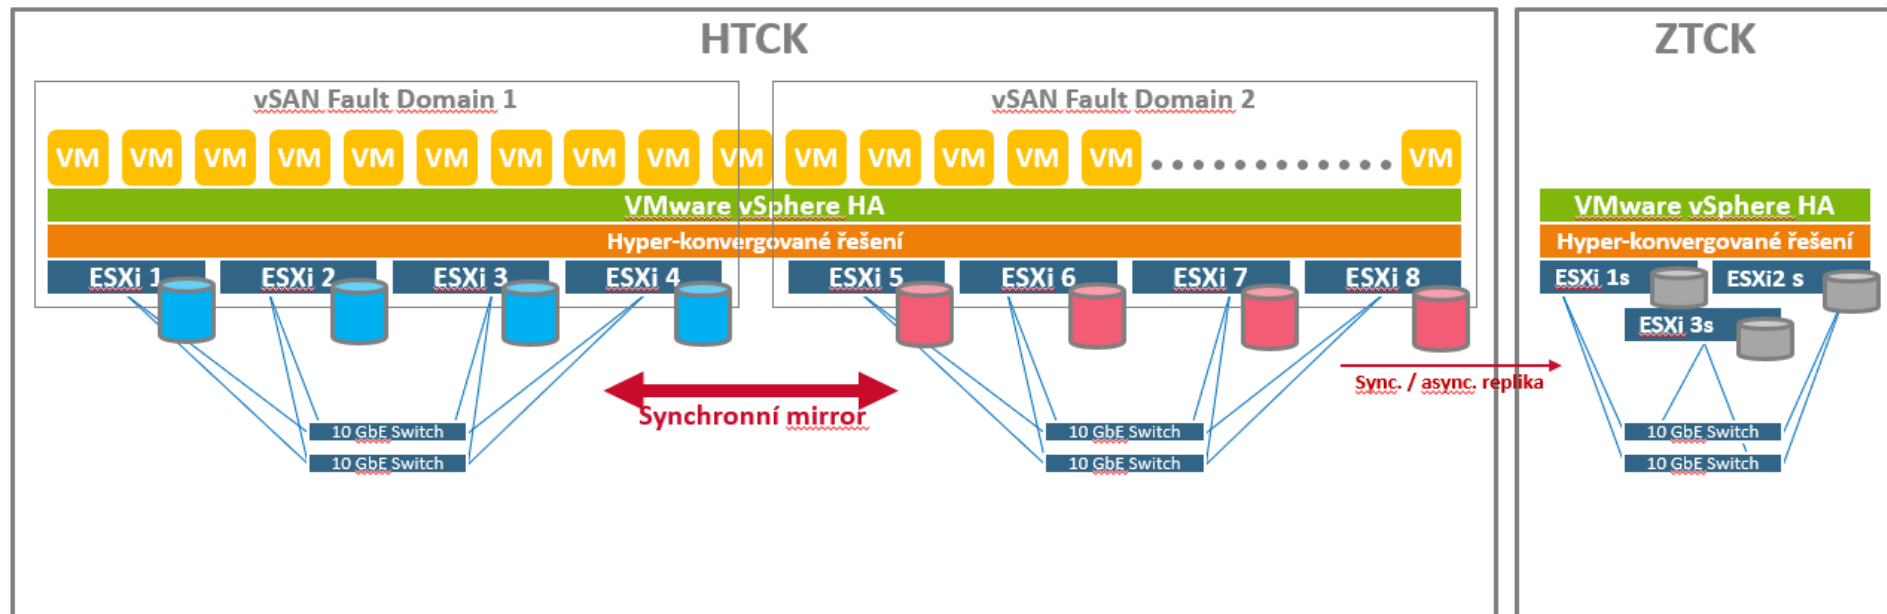 HTCK
ZTCK
vSAN Fault Domain 1
vSAN Fault Domain 2
VM VM VM VM VM VM VM VM VM VM VM VM VM VM VM VM
VMware vSphere HA
VMware vSphere HA
Hyper-konvergované řešení
Hyper-konvergované řešení
ESXi 1 ESXi 2 ESXi 3 ESXi 4 ESXi 5 ESXi 6 ESXi 7 ESXi 8
ESXi 1s ESXi2 s
ESXi 3s
Synchronní mirror
Sync. / async. replika
10 GbE Switch
10 GbE Switch
10 GbE Switch
10 GbE Switch
10 GbE Switch
10 GbE Switch